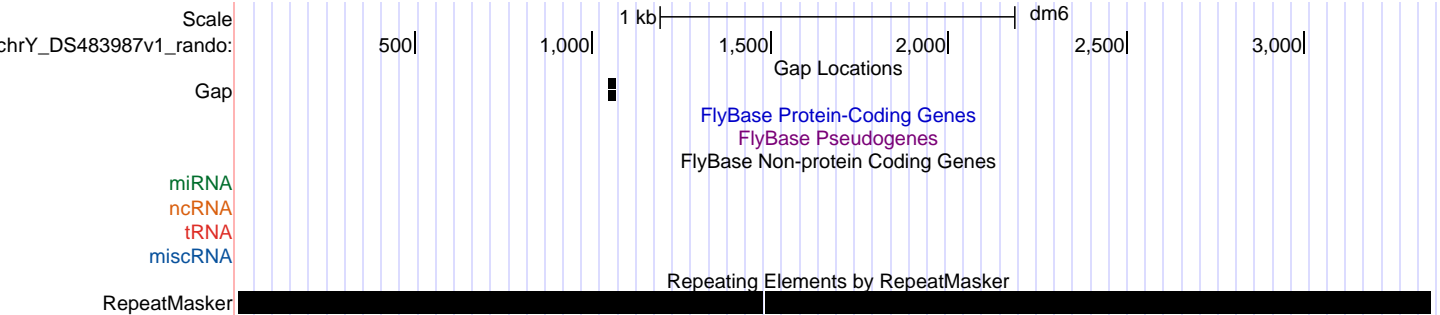 Scale 1 kb dm6
chrY_DS483987v1_rando: 500 1,000 1,500 2,000 2,500 3,000
Gap Locations
Gap
FlyBase Protein-Coding Genes
FlyBase Pseudogenes
FlyBase Non-protein Coding Genes
miRNA
ncRNA
tRNA
miscRNA
Repeating Elements by RepeatMasker
RepeatMasker